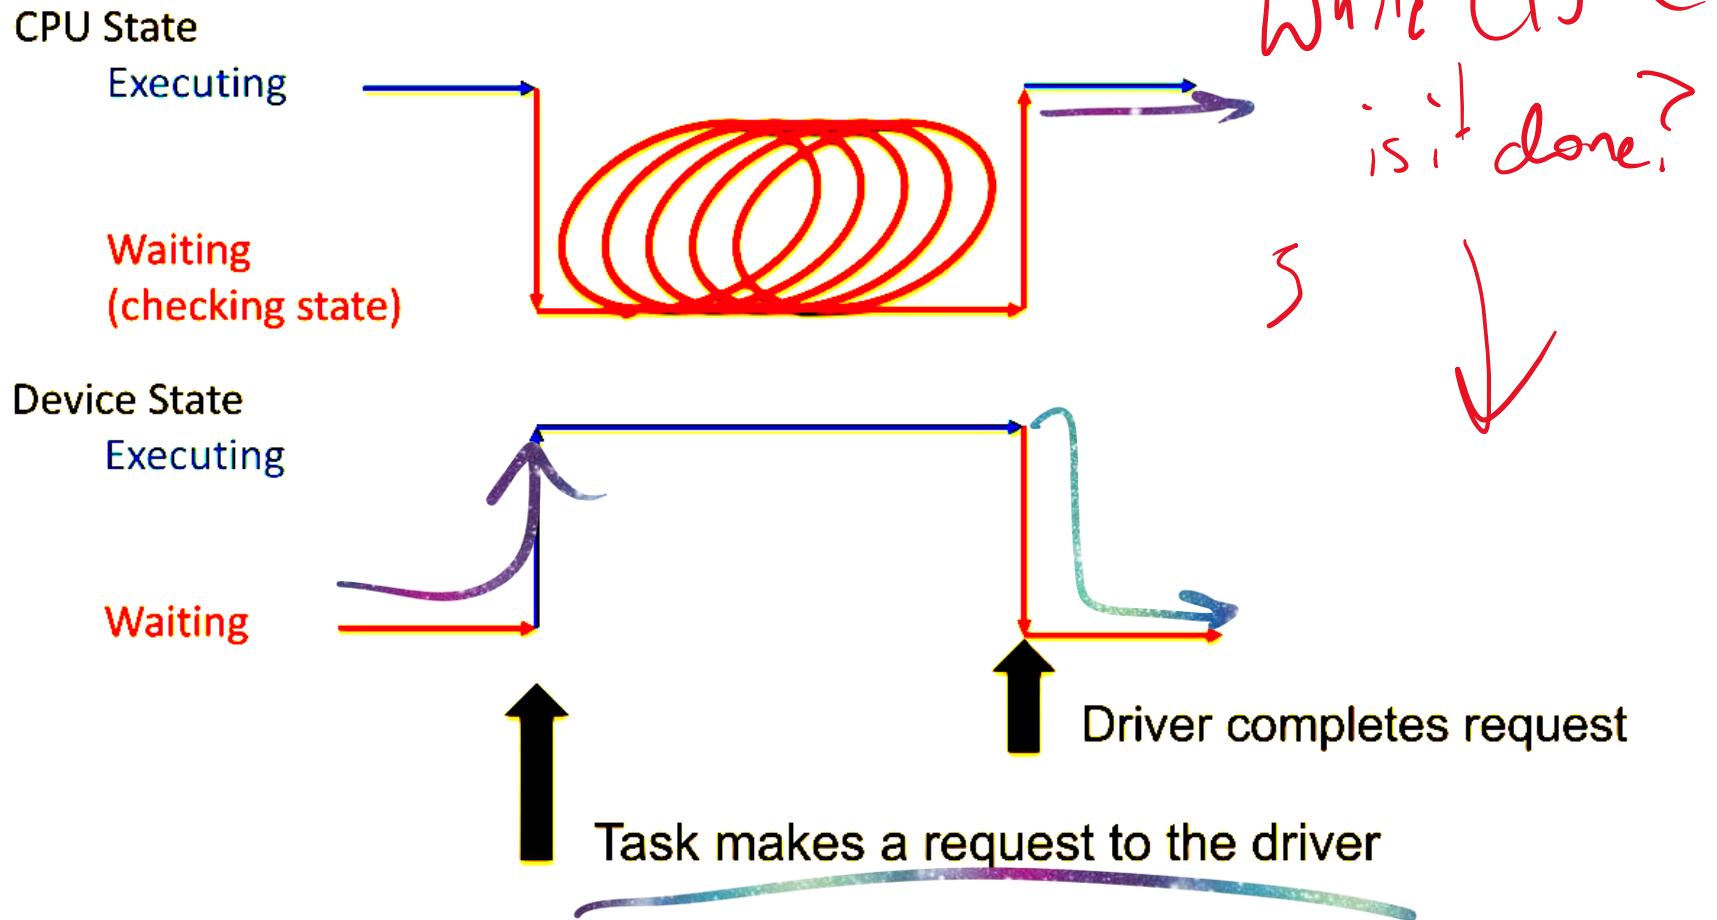 CPU State
Executing
Waiting
(checking state)
is it done?
Device State
Executing
Waiting
Driver completes request
Task makes a request to the driver